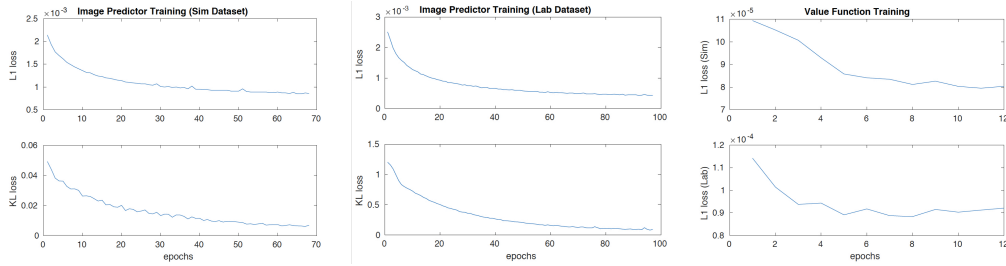 Image Predictor Training (Sim Dataset)
×10⁻³
L1 loss
2.5
2
1.5
1
0.5
0 10 20 30 40 50 60 70
KL loss
0.06
0.04
0.02
0
0 10 20 30 40 50 60 70
epochs
Image Predictor Training (Lab Dataset)
×10⁻³
L1 loss
3
2
1
0
0 20 40 60 80 100
KL loss
1.5
1.0
0.5
0
0 20 40 60 80 100
epochs
Value Function Training
×10⁻⁵
L1 loss (Sim)
11
10
9
8
7
0 2 4 6 8 10 12
×10⁻⁴
L1 loss (Lab)
1.2
1.1
1
0.9
0.8
0 2 4 6 8 10 12
epochs